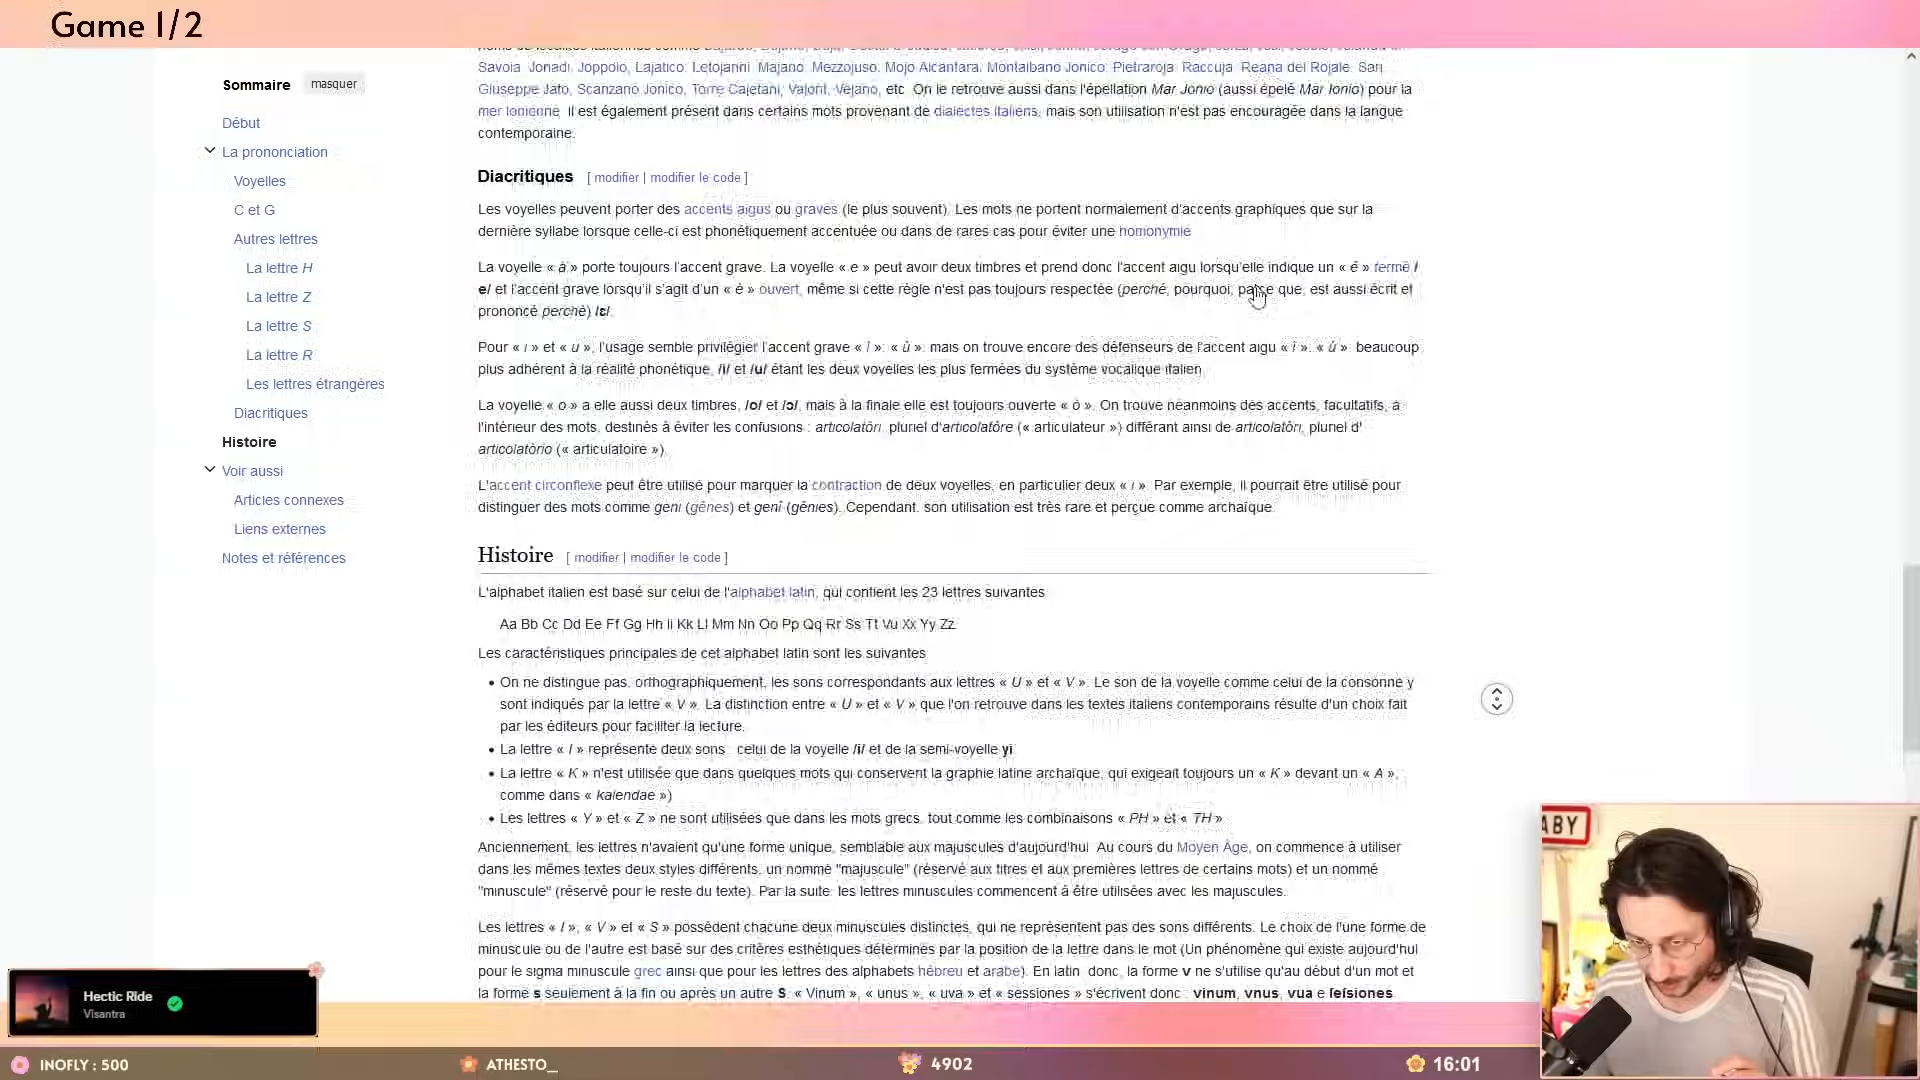 Game 1/2
Savoia Jonadi, Joppolo, Lajatico, Letojanni, Majano, Mezzojuso, Mojo Alcantara, Montalbano Jonico, Pietraroja, Raccuja, Reana del Rojale, San
Giuseppe Jato, Scanzano Jonico, Torre Cajetani, Vajont, Vejano, etc. On le retrouve aussi dans l'épellation Mar Jonio (aussi épelé Mar Ionio) pour la
mer Ionienne. Il est également présent dans certains mots provenant de dialectes italiens, mais son utilisation n'est pas encouragée dans la langue
contemporaine.
Sommaire masquer
Début
La prononciation
Voyelles
C et G
Autres lettres
La lettre H
La lettre Z
La lettre S
La lettre R
Les lettres étrangères
Diacritiques
Histoire
Voir aussi
Articles connexes
Liens externes
Notes et références
Diacritiques [ modifier | modifier le code ]
Les voyelles peuvent porter des accents aigus ou graves (le plus souvent). Les mots ne portent normalement d'accents graphiques que sur la
dernière syllabe lorsque celle-ci est phonétiquement accentuée ou dans de rares cas pour éviter une homonymie.
La voyelle « à » porte toujours l'accent grave. La voyelle « e » peut avoir deux timbres et prend donc l'accent aigu lorsqu'elle indique un « é » fermé /
e/ et l'accent grave lorsqu'il s'agit d'un « è » ouvert, même si cette règle n'est pas toujours respectée (perché, pourquoi, parce que, est aussi écrit et
prononcé perchè) /ɛ/.
Pour « i » et « u », l'usage semble privilégier l'accent grave « ì », « ù », mais on trouve encore des défenseurs de l'accent aigu « í », « ú », beaucoup
plus adhérent à la réalité phonétique, /i/ et /u/ étant les deux voyelles les plus fermées du système vocalique italien.
La voyelle « o » a elle aussi deux timbres, /o/ et /ɔ/, mais à la finale elle est toujours ouverte « ò ». On trouve néanmoins des accents, facultatifs, à
l'intérieur des mots, destinés à éviter les confusions : articolatóri, pluriel d'articolatóre (« articulateur ») différant ainsi de articolatòri, pluriel d'
articolatòrio (« articulatoire »).
L'accent circonflexe peut être utilisé pour marquer la contraction de deux voyelles, en particulier deux « i ». Par exemple, il pourrait être utilisé pour
distinguer des mots comme geni (gènes) et genî (génies). Cependant, son utilisation est très rare et perçue comme archaïque.
Histoire [ modifier | modifier le code ]
L'alphabet italien est basé sur celui de l'alphabet latin, qui contient les 23 lettres suivantes
Aa Bb Cc Dd Ee Ff Gg Hh Ii Kk Ll Mm Nn Oo Pp Qq Rr Ss Tt Vu Xx Yy Zz.
Les caractéristiques principales de cet alphabet latin sont les suivantes
• On ne distingue pas, orthographiquement, les sons correspondants aux lettres « U » et « V ». Le son de la voyelle comme celui de la consonne y
sont indiqués par la lettre « V ». La distinction entre « U » et « V » que l'on retrouve dans les textes italiens contemporains résulte d'un choix fait
par les éditeurs pour faciliter la lecture.
• La lettre « I » représente deux sons : celui de la voyelle /i/ et de la semi-voyelle yi
• La lettre « K » n'est utilisée que dans quelques mots qui conservent la graphie latine archaïque, qui exigeait toujours un « K » devant un « A »,
comme dans « kalendae »)
• Les lettres « Y » et « Z » ne sont utilisées que dans les mots grecs, tout comme les combinaisons « PH » et « TH »
Anciennement, les lettres n'avaient qu'une forme unique, semblable aux majuscules d'aujourd'hui. Au cours du Moyen Âge, on commence à utiliser
dans les mêmes textes deux styles différents, un nommé "majuscule" (réservé aux titres et aux premières lettres de certains mots) et un nommé
"minuscule" (réservé pour le reste du texte). Par la suite, les lettres minuscules commencent à être utilisées avec les majuscules.
Les lettres « I », « V » et « S » possèdent chacune deux minuscules distinctes, qui ne représentent pas des sons différents. Le choix de l'une forme de
minuscule ou de l'autre est basé sur des critères esthétiques déterminés par la position de la lettre dans le mot (Un phénomène qui existe aujourd'hui
pour le sigma minuscule grec ainsi que pour les lettres des alphabets hébreu et arabe). En latin, donc, la forme v ne s'utilise qu'au début d'un mot et
la forme s seulement à la fin ou après un autre S. « Vinum », « unus », « uva » et « sessiones » s'écrivent donc : vinum, vnus, vua e ſeſsiones
ABY
Hectic Ride
Visantra
INOFLY : 500
ATHESTO_
4902
16:01